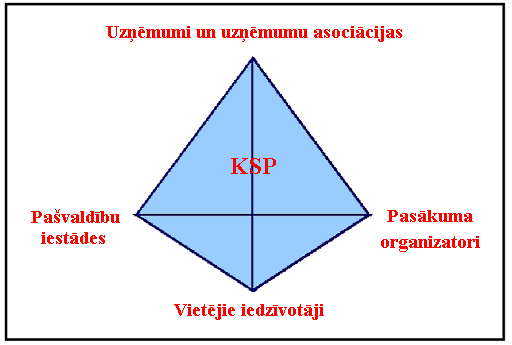 Uzņēmumi un uzņēmumu asociācijas
KSP
Pašvaldību
iestādes
Pasākuma
organizatori
Vietējie iedzīvotāji